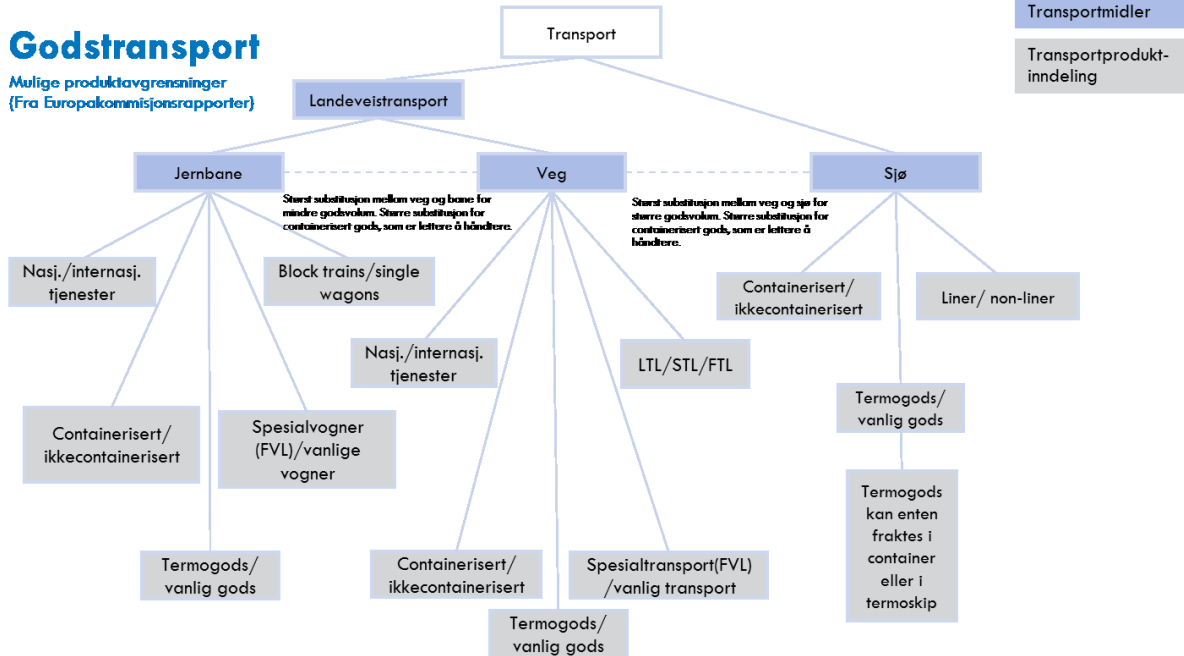 Godstransport
Mulige produktavgrensninger
(Fra Europakommisjonsrapporter)
Transport
Transportmidler
Transportprodukt-
inndeling
Landeveistransport
Jernbane
Veg
Sjø
Størst substitusjon mellom veg og bane for
mindre godsvolum. Større substitusjon for
containerisert gods, som er lettere å håndtere.
Størst substitusjon mellom veg og sjø for
større godsvolum. Større substitusjon for
containerisert gods, som er lettere å
håndtere.
Nasj./internasj.
tjenester
Block trains/single
wagons
Containerisert/
ikkecontainerisert
Spesialvogner
(FVL)/vanlige
vogner
Termogods/
vanlig gods
Nasj./internasj.
tjenester
LTL/STL/FTL
Containerisert/
ikkecontainerisert
Spesialtransport(FVL)
/vanlig transport
Termogods/
vanlig gods
Containerisert/
ikkecontainerisert
Liner/ non-liner
Termogods/
vanlig gods
Termogods
kan enten
fraktes i
container
eller i
termoskip